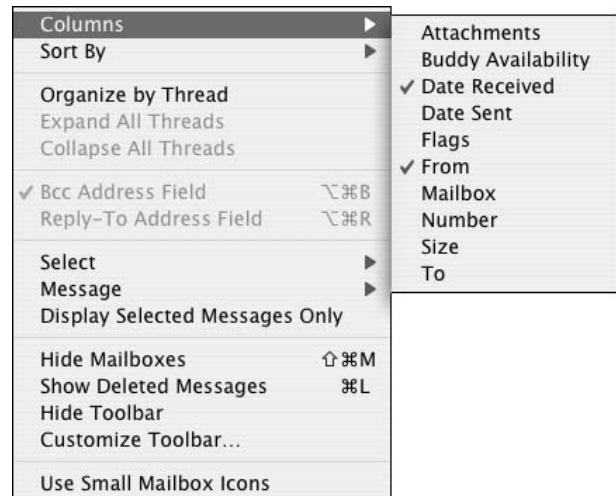 Columns
Sort By
Organize by Thread
Expand All Threads
Collapse All Threads
✓ Bcc Address Field ⌥⌘B
Reply-To Address Field ⌥⌘R
Select
Message
Display Selected Messages Only
Hide Mailboxes ⇧⌘M
Show Deleted Messages ⌘L
Hide Toolbar
Customize Toolbar...
Use Small Mailbox Icons
Attachments
Buddy Availability
✓ Date Received
Date Sent
Flags
✓ From
Mailbox
Number
Size
To